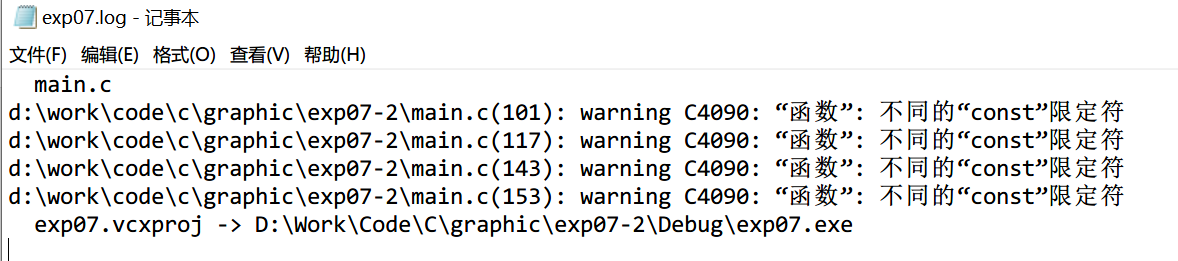 exp07.log - 记事本
文件(F) 编辑(E) 格式(O) 查看(V) 帮助(H)
main.c
d:\work\code\c\graphic\exp07-2\main.c(101): warning C4090: “函数”: 不同的“const”限定符
d:\work\code\c\graphic\exp07-2\main.c(117): warning C4090: “函数”: 不同的“const”限定符
d:\work\code\c\graphic\exp07-2\main.c(143): warning C4090: “函数”: 不同的“const”限定符
d:\work\code\c\graphic\exp07-2\main.c(153): warning C4090: “函数”: 不同的“const”限定符
exp07.vcxproj -> D:\Work\Code\C\graphic\exp07-2\Debug\exp07.exe